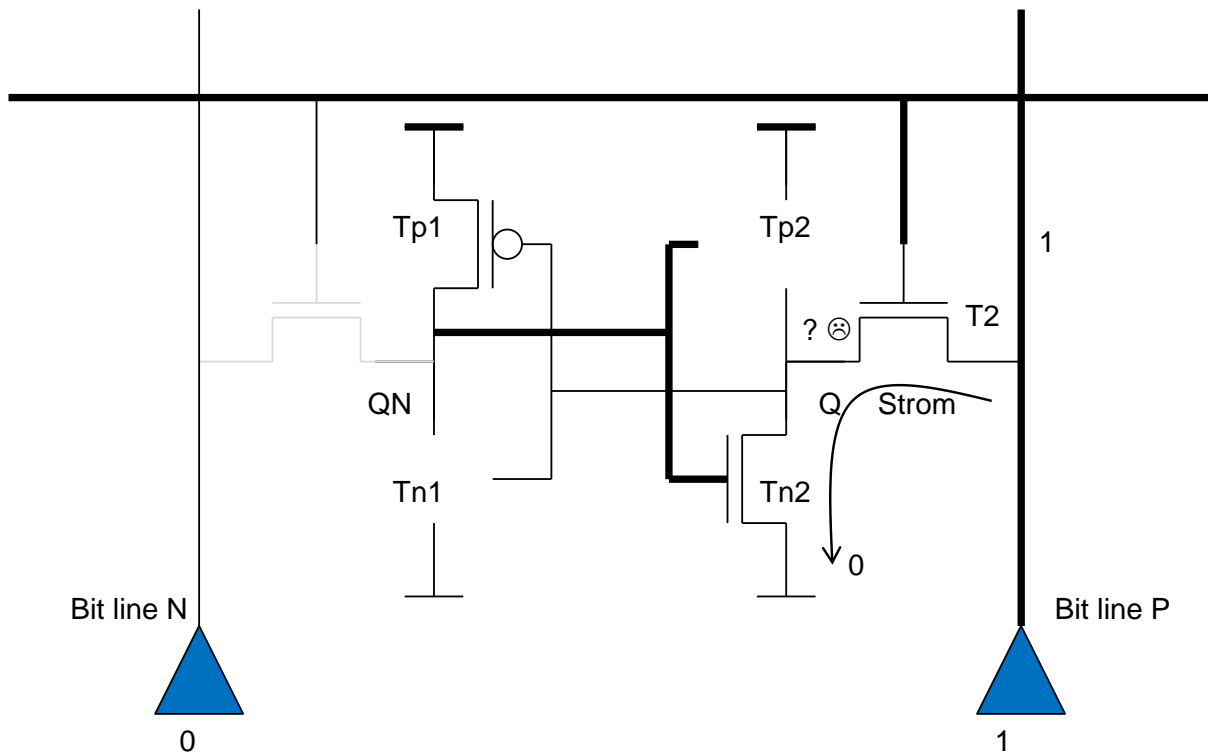 Tp1
Tp2
1
? ☹
T2
QN
Q
Strom
Tn1
Tn2
0
Bit line N
Bit line P
0
1